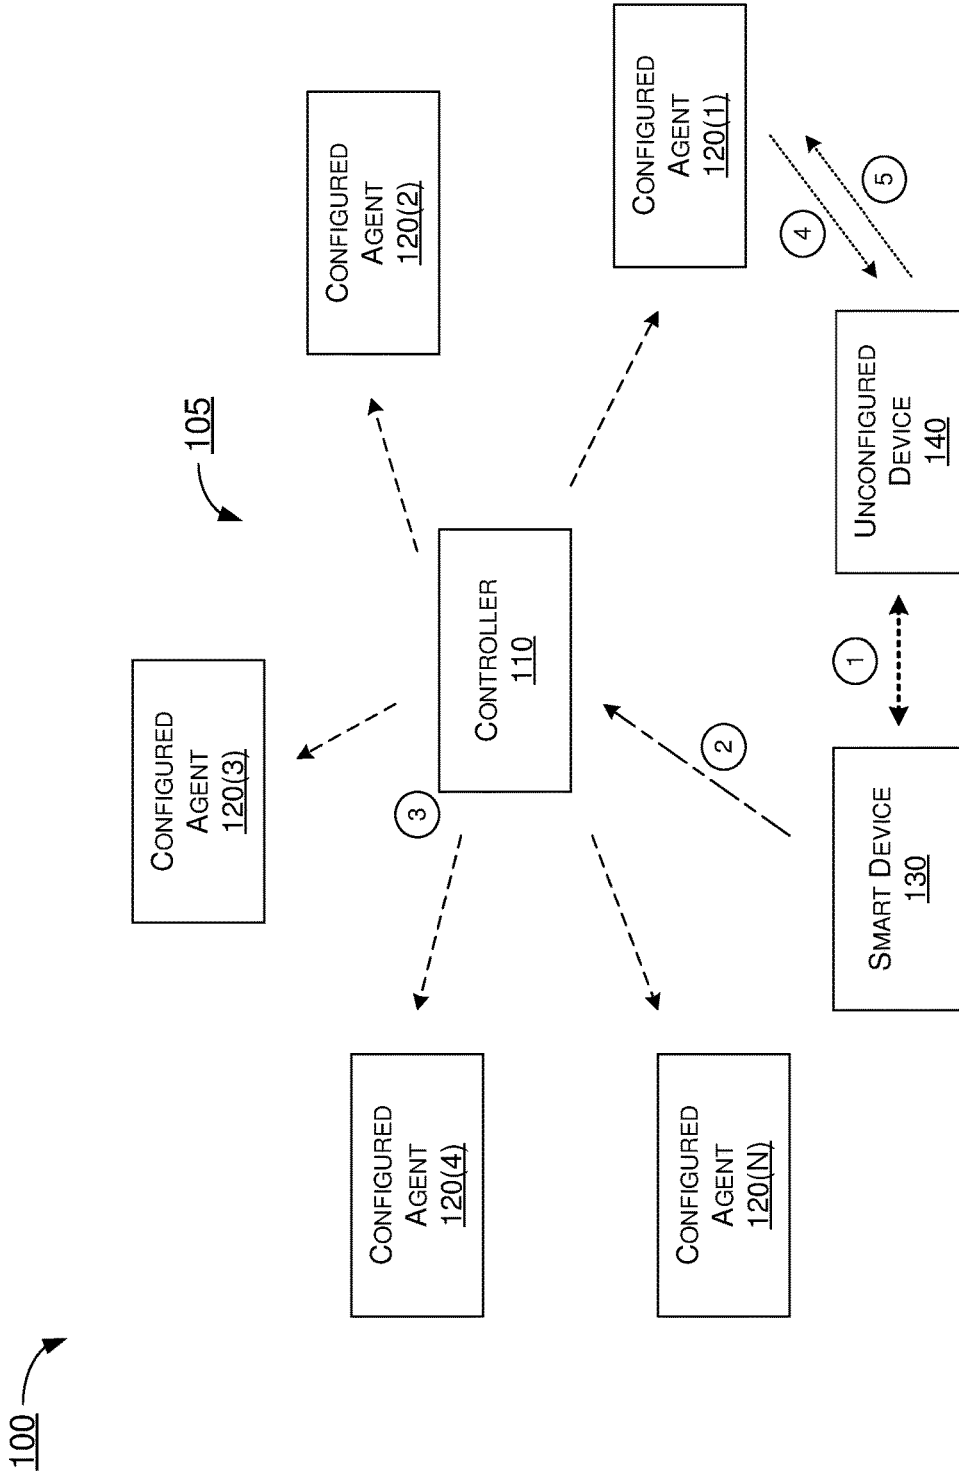 100
105
CONFIGURED
AGENT
120(3)
CONFIGURED
AGENT
120(4)
CONFIGURED
AGENT
120(2)
3
CONTROLLER
110
CONFIGURED
AGENT
120(N)
CONFIGURED
AGENT
120(1)
2
4
5
1
SMART DEVICE
130
UNCONFIGURED
DEVICE
140